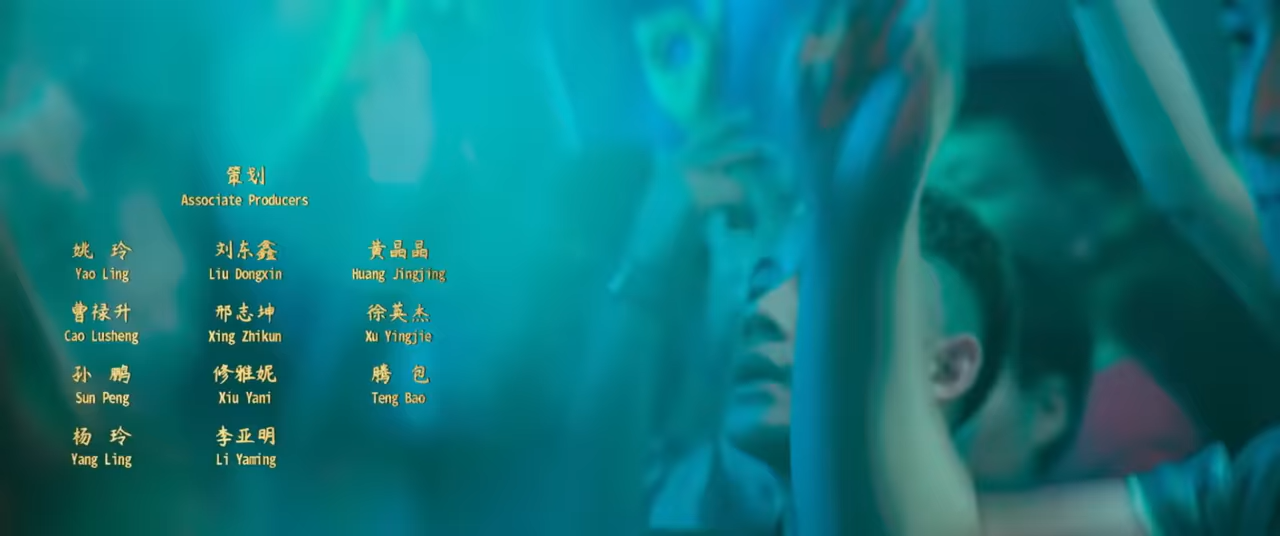 策划
Associate Producers
姚 玲 刘东鑫 黄晶晶
Yao Ling Liu Dongxin Huang Jingjing
曹禄升 邢志坤 徐英杰
Cao Lusheng Xing Zhikun Xu Yingjie
孙 鹏 修雅妮 腾 包
Sun Peng Xiu Yani Teng Bao
杨 玲 李亚明
Yang Ling Li Yaming